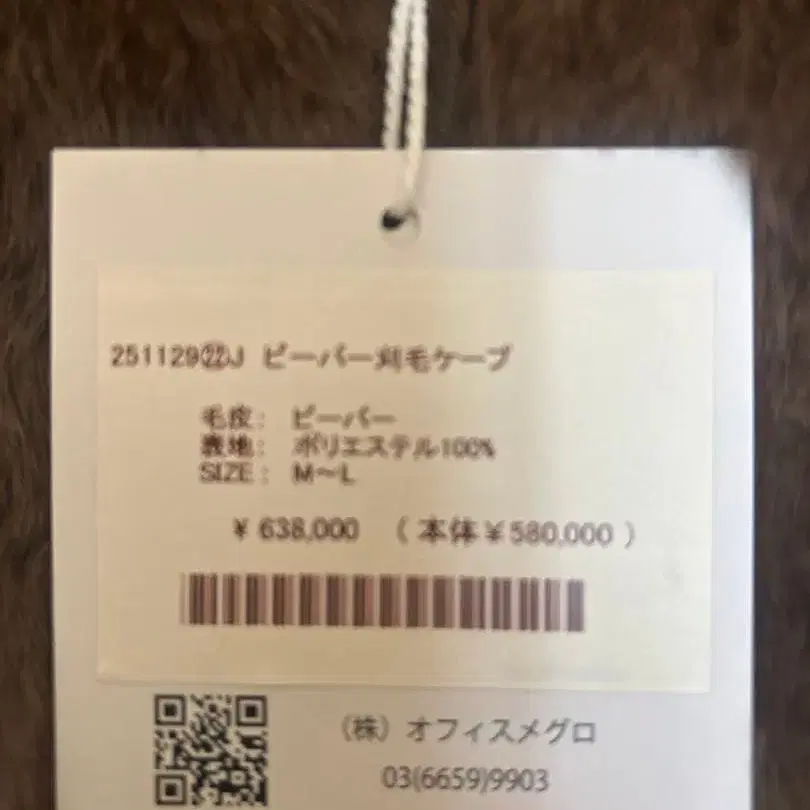 251129㉒J ビーバー刈毛ケープ
毛皮: ビーバー
表地: ポリエステル100%
SIZE: M〜L
¥ 638,000 (本体¥580,000)
(株) オフィスメグロ
03(6659)9903